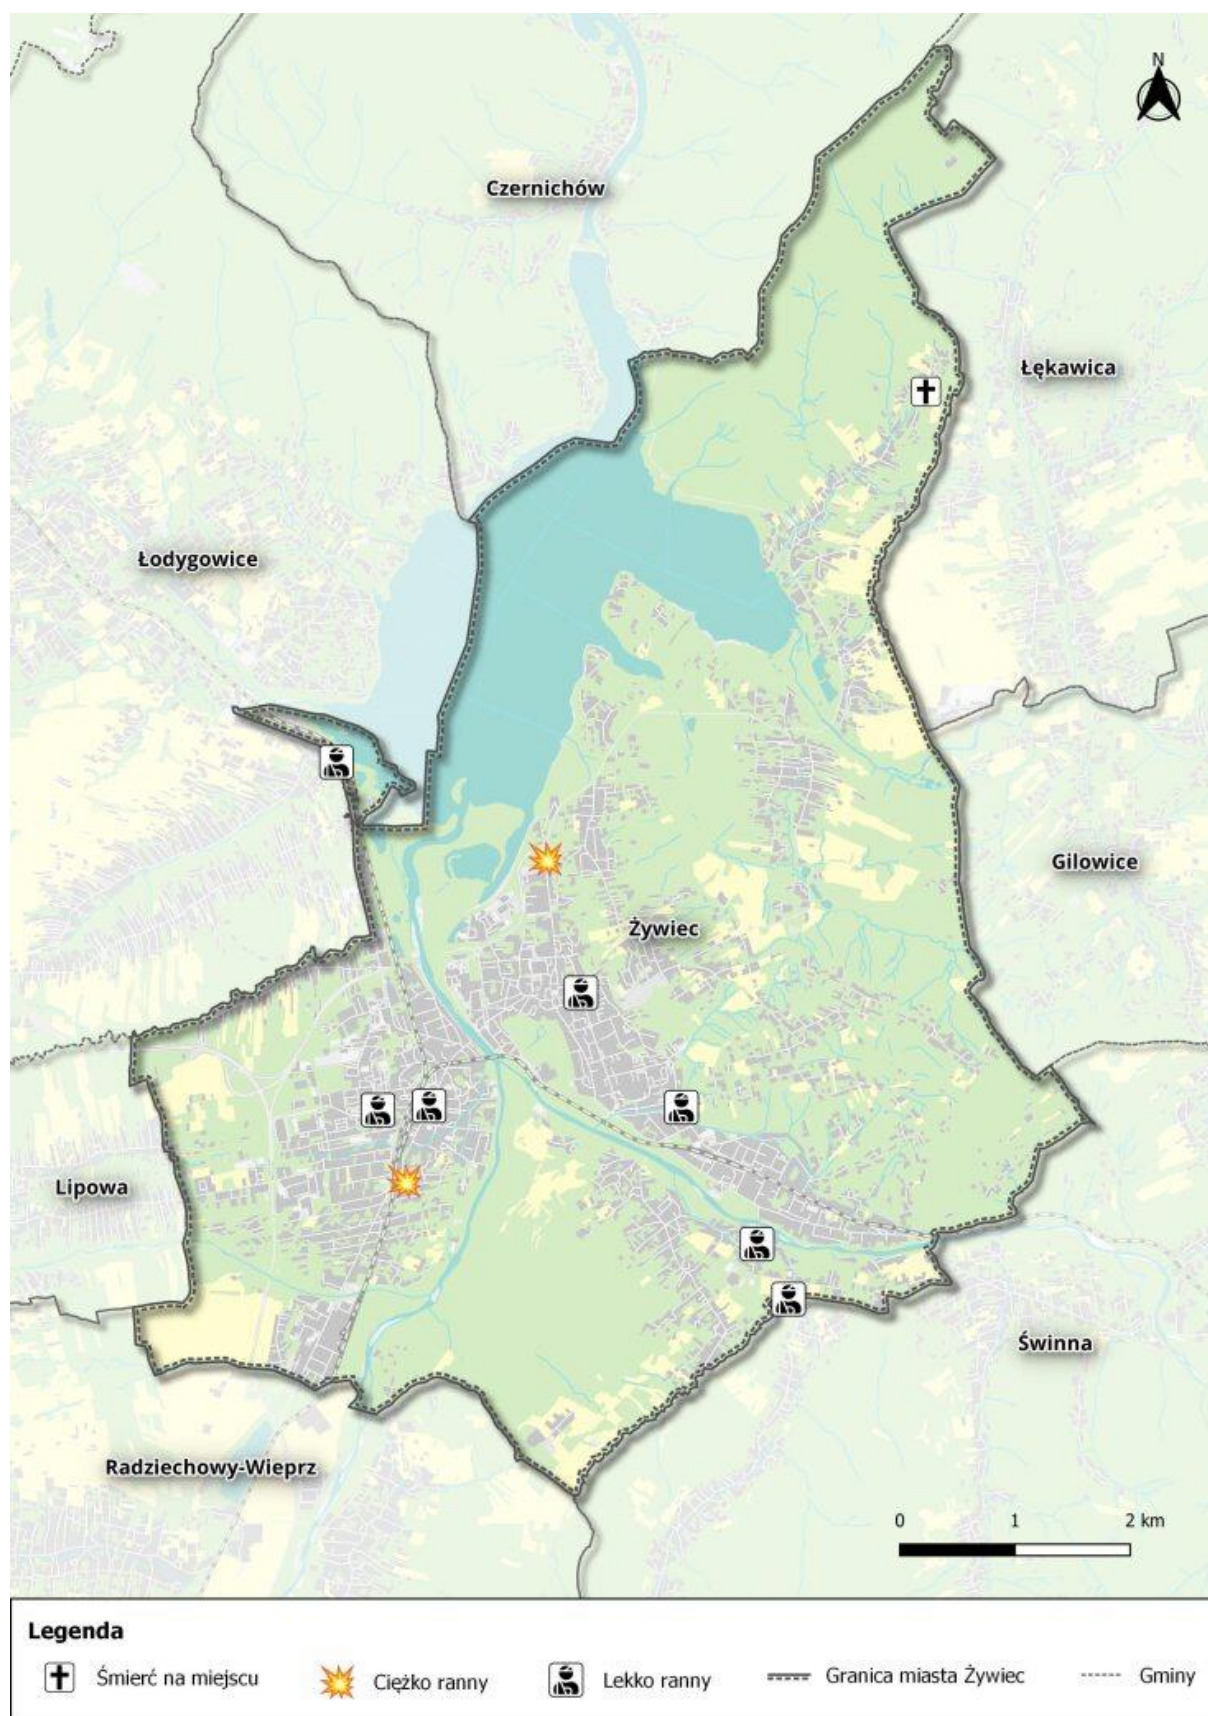 N
Czernichów
Łękawica
Łodygowice
Gilowice
Żywiec
Lipowa
Świnna
Radziechowy-Wieprz
0 1 2 km
Legenda
Śmierć na miejscu Ciężko ranny Lekko ranny Granica miasta Żywiec Gminy